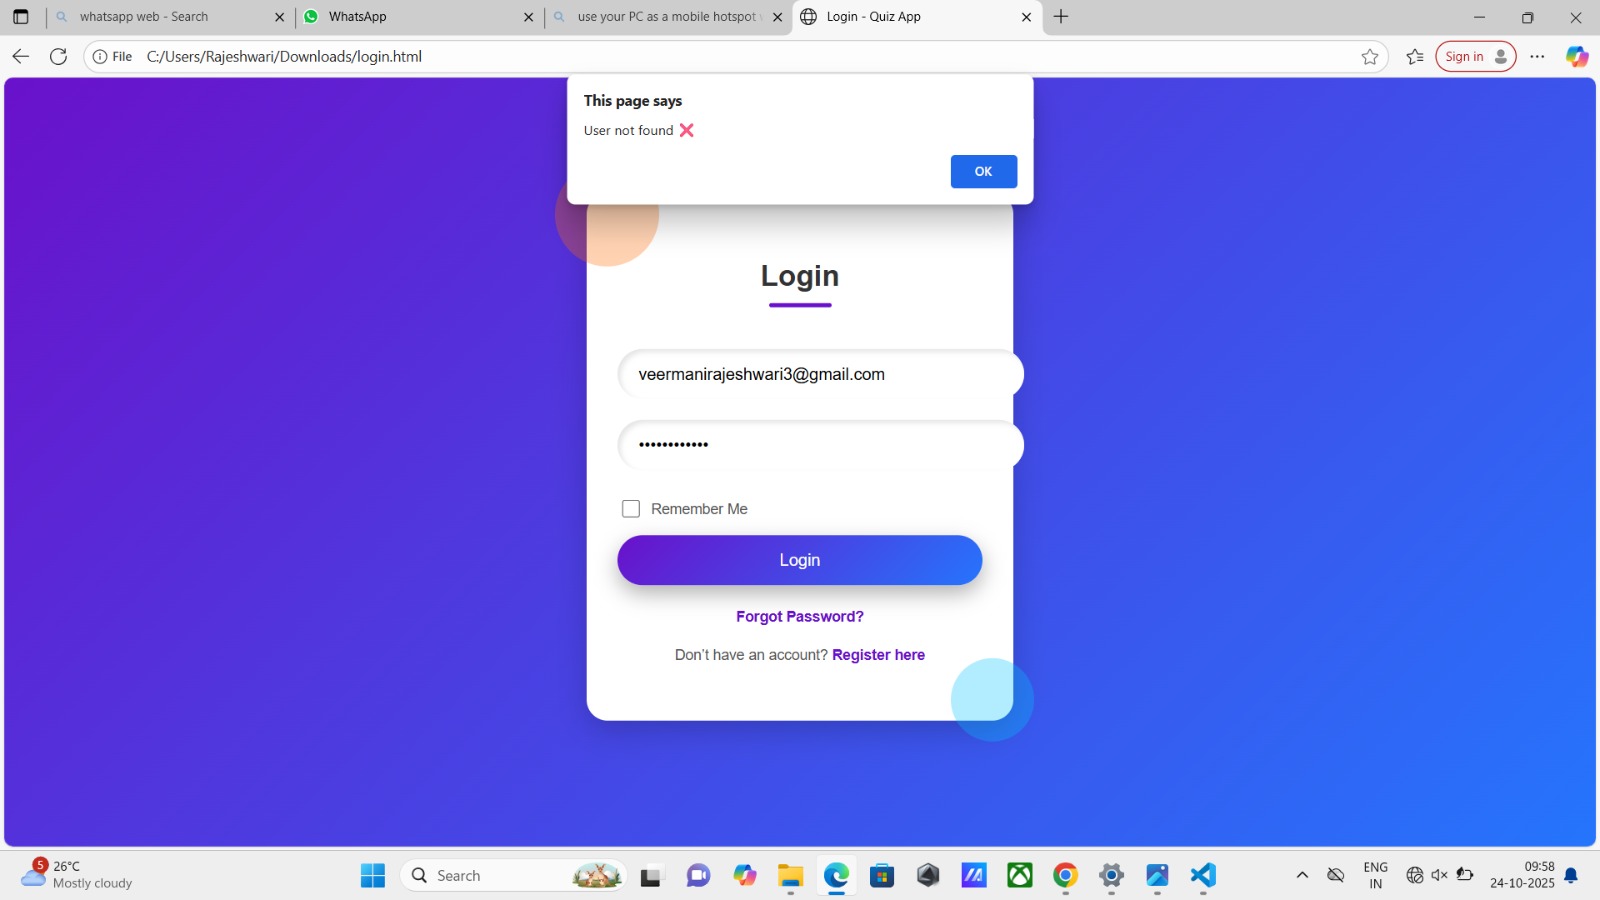 whatsapp web - Search
WhatsApp
use your PC as a mobile hotspot
Login - Quiz App
File C:/Users/Rajeshwari/Downloads/login.html
Sign in
This page says
User not found ❌
OK
Login
veermanirajeshwari3@gmail.com
••••••••••••
Remember Me
Login
Forgot Password?
Don’t have an account? Register here
5
26°C
Mostly cloudy
Search
ENG
IN
09:58
24-10-2025